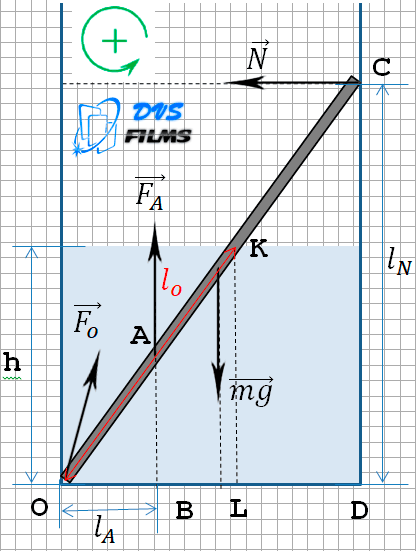 +
N C
DVS
FILMS
F_A
l_N
K
l_o
F_o
A
h
mg
O B L D
l_A